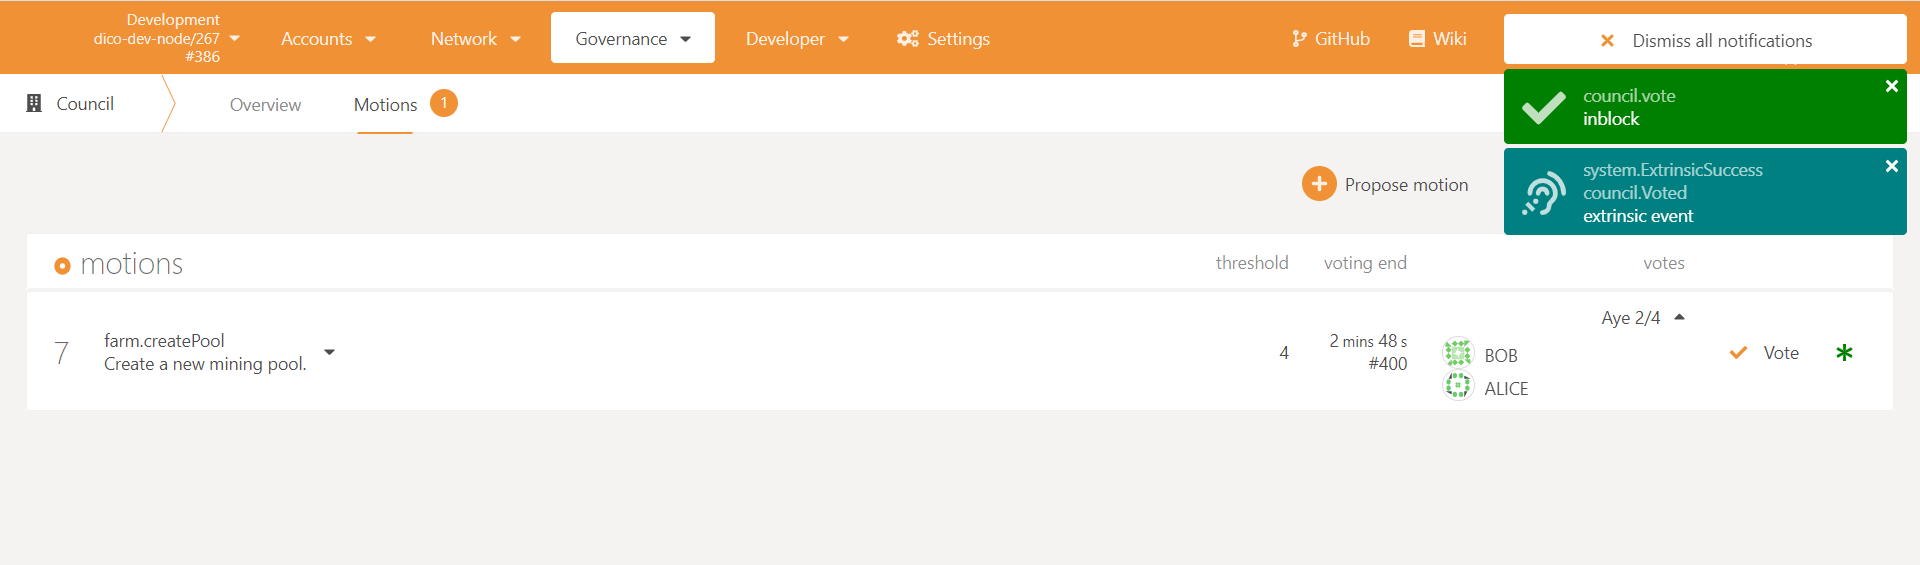 Development
dico-dev-node/267
#386
Accounts
Network
Governance
Developer
Settings
GitHub
Wiki
Dismiss all notifications
Council
Overview
Motions
1
council.vote
inblock
system.ExtrinsicSuccess
council.Voted
extrinsic event
Propose motion
motions
threshold
voting end
votes
7
farm.createPool
Create a new mining pool.
4
2 mins 48 s
#400
Aye 2/4
BOB
ALICE
Vote